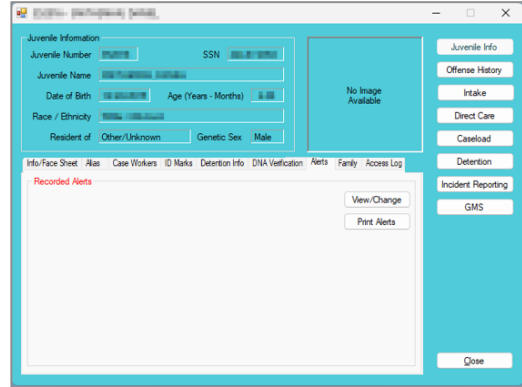 Juvenile Information
Juvenile Number
SSN
Juvenile Name
Date of Birth
Age (Years - Months)
Race / Ethnicity
Resident of Other/Unknown
Genetic Sex Male
No Image
Available
Info/Face Sheet Alias Case Workers ID Marks Detention Info DNA Verification Alerts Family Access Log
Recorded Alerts
View/Change
Print Alerts
Juvenile Info
Offense History
Intake
Direct Care
Caseload
Detention
Incident Reporting
GMS
Close